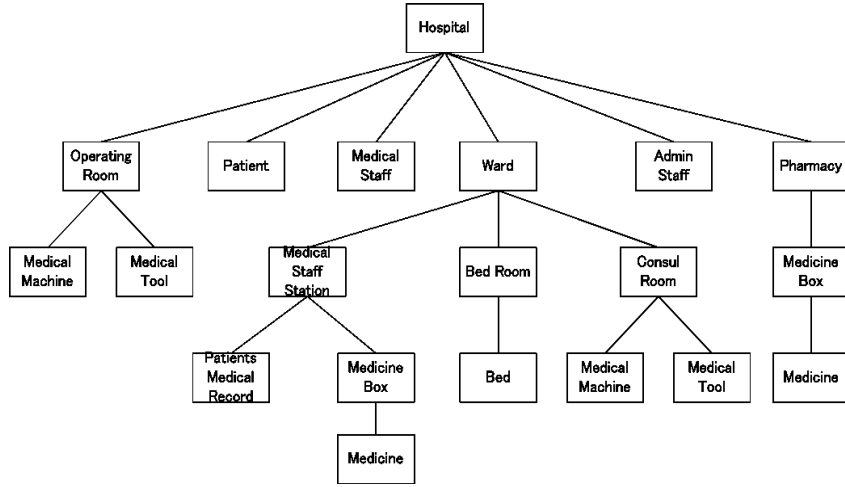 Hospital
Operating
Room
Patient
Medical
Staff
Ward
Admin
Staff
Pharmacy
Medical
Machine
Medical
Tool
Medical
Staff
Station
Bed Room
Consul
Room
Medicine
Box
Patients
Medical
Record
Medicine
Box
Bed
Medical
Machine
Medical
Tool
Medicine
Medicine